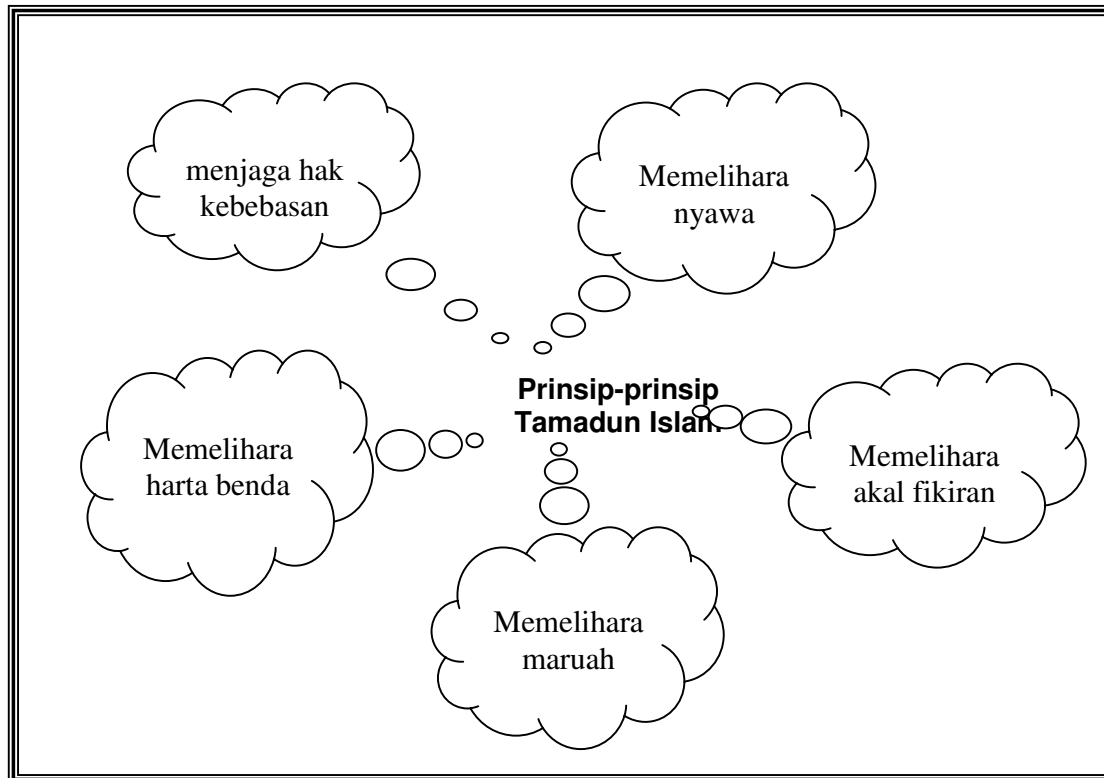 menjaga hak
kebebasan
Memelihara
nyawa
Prinsip-prinsip
Tamadun Islam
Memelihara
harta benda
Memelihara
akal fikiran
Memelihara
maruah